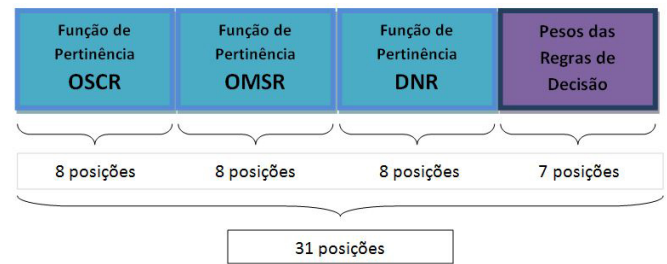 Função de
Pertinência
OSCR
Função de
Pertinência
OMSR
Função de
Pertinência
DNR
Pesos das
Regras de
Decisão
8 posições
8 posições
8 posições
7 posições
31 posições